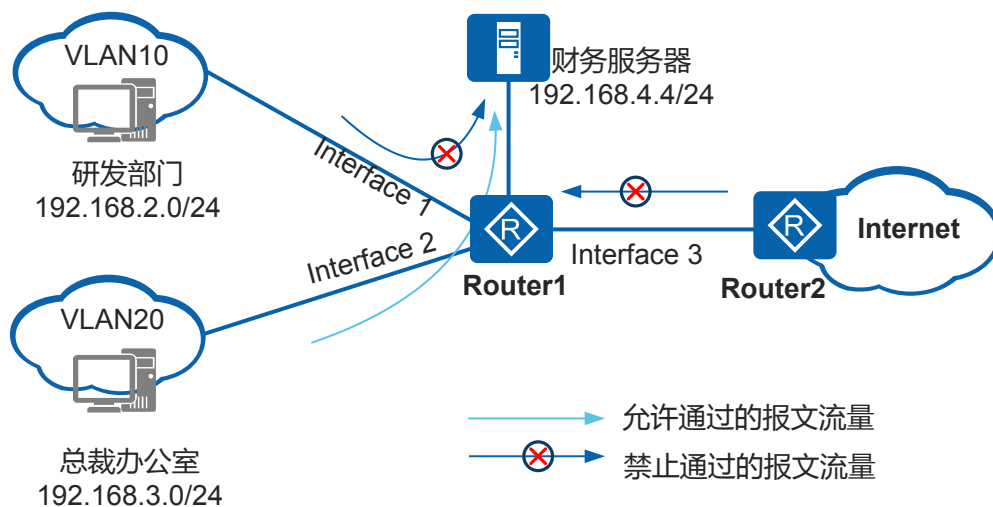 VLAN10
研发部门
192.168.2.0/24
财务服务器
192.168.4.4/24
Interface 1
Interface 2
R
Router1
Interface 3
R
Router2
Internet
VLAN20
总裁办公室
192.168.3.0/24
允许通过的报文流量
禁止通过的报文流量